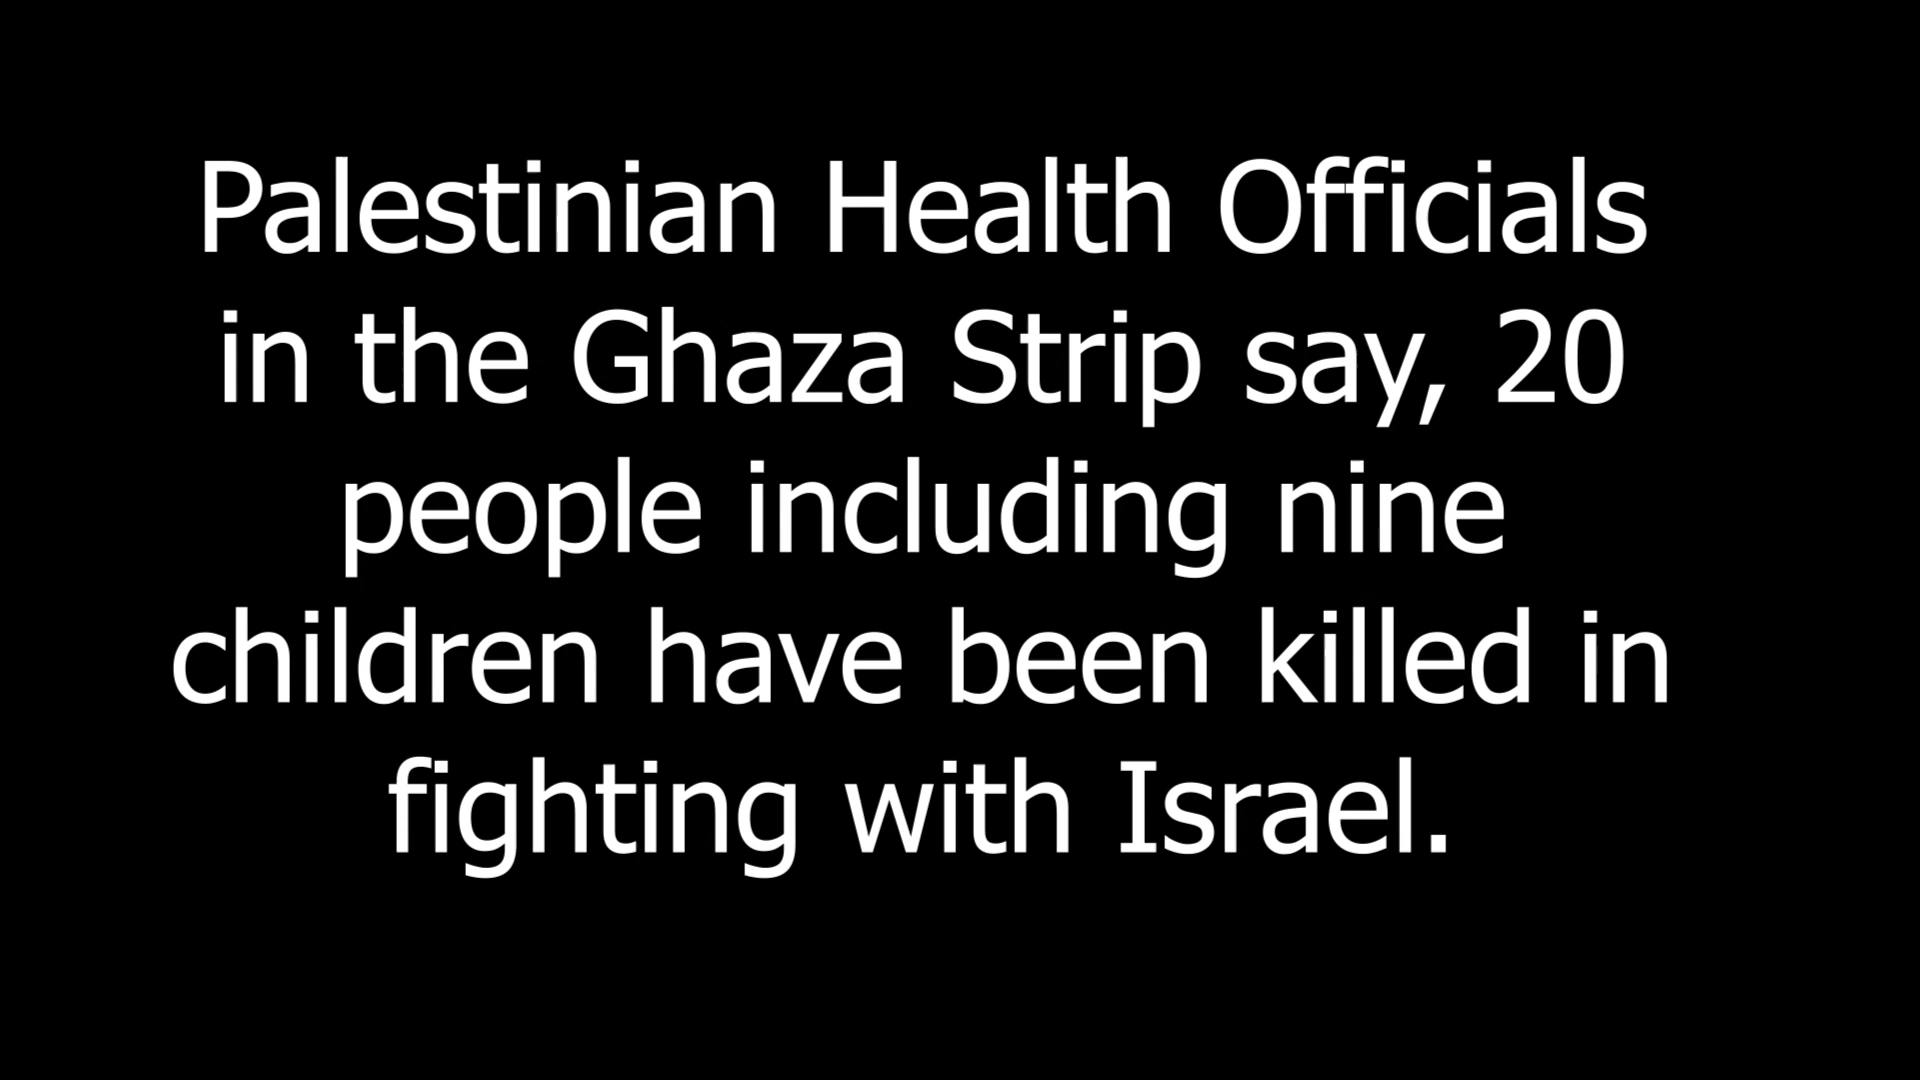 Palestinian Health Officials
in the Ghaza Strip say, 20
people including nine
children have been killed in
fighting with Israel.